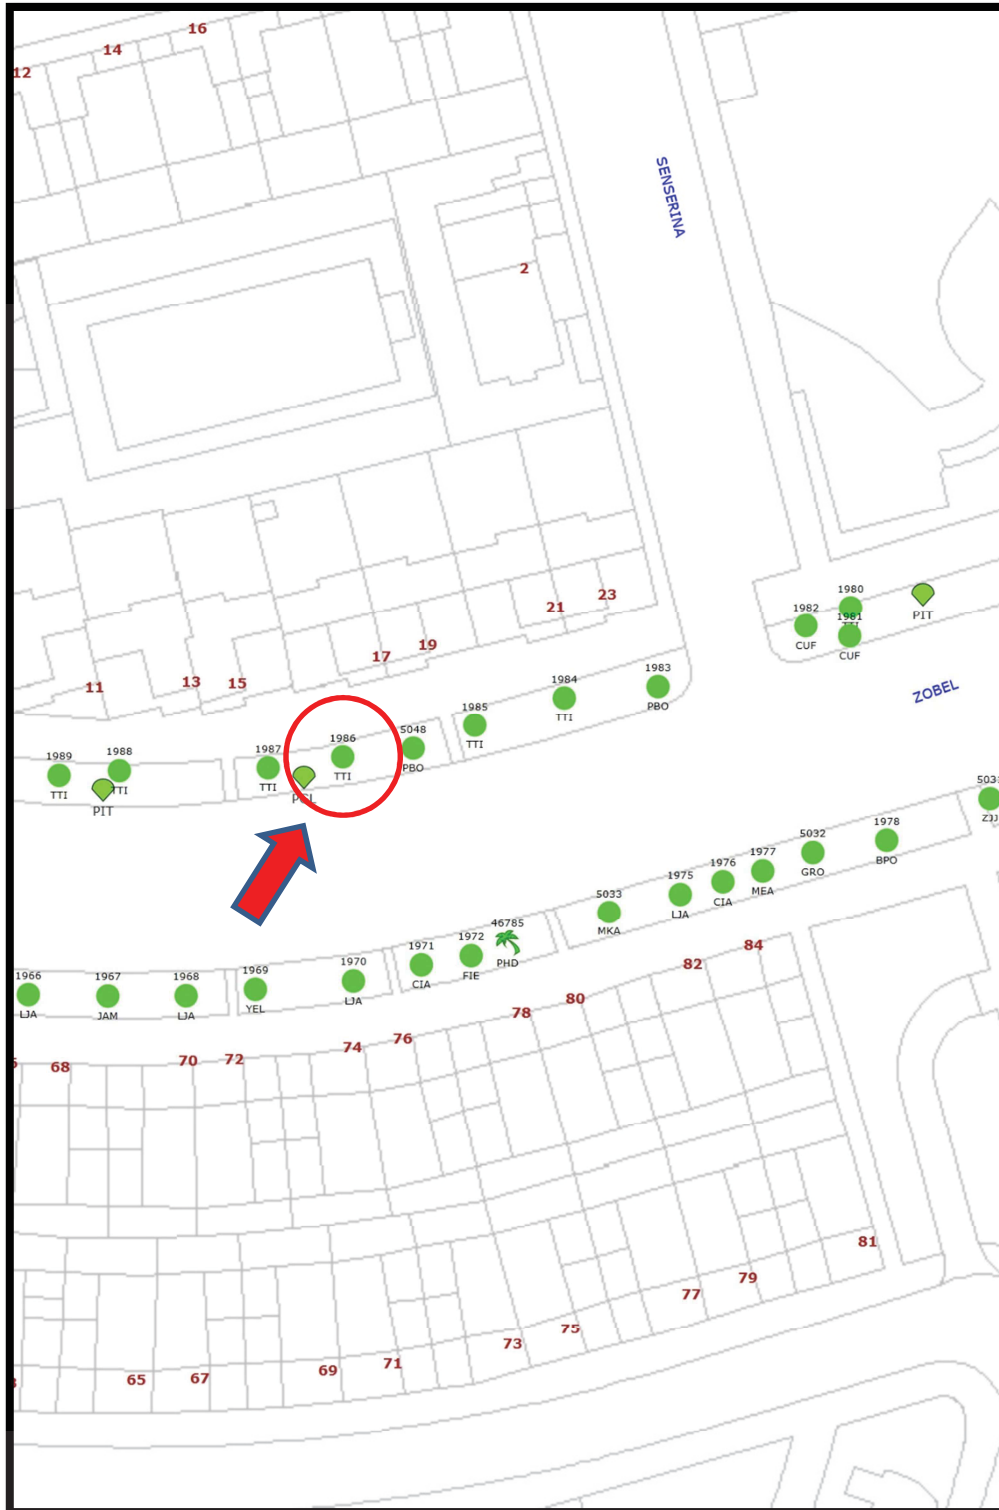 16
14
12
SENSERINA
2
1980
PIT
1982
1981
CUF
CUF
23
21
19
17
13
15
11
ZOBEL
1983
PBO
1984
TTI
1985
TTI
5048
PBO
1986
TTI
1987
TTI
1988
TTI
1989
TTI
PIT
1978
BPO
5032
GRO
1977
MEA
1976
CIA
1975
LJA
5033
MKA
46785
PHD
1972
FIE
1971
CIA
1970
LJA
1969
YEL
1968
LJA
1967
JAM
1966
LJA
84
82
80
78
76
74
72
70
68
81
79
77
75
73
71
69
67
65